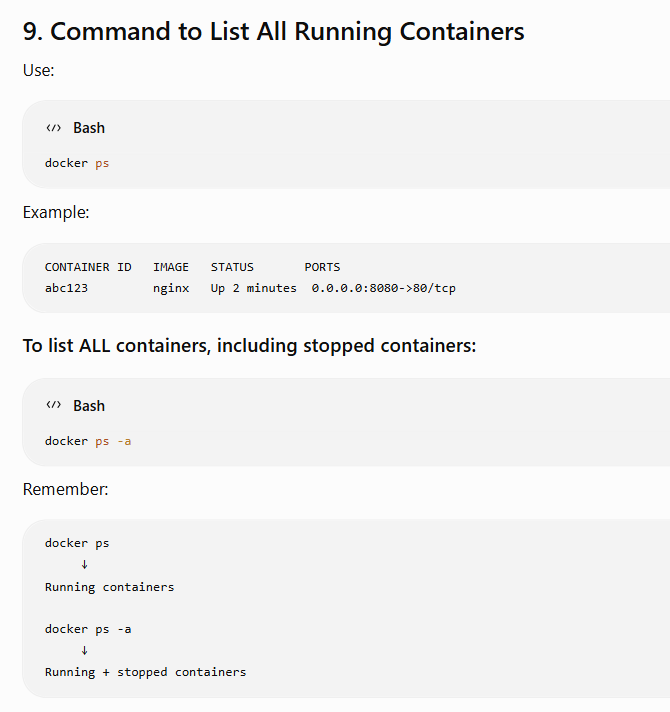 9. Command to List All Running Containers
Use:
</> Bash
docker ps
Example:
CONTAINER ID   IMAGE   STATUS       PORTS
abc123         nginx   Up 2 minutes  0.0.0.0:8080->80/tcp
To list ALL containers, including stopped containers:
</> Bash
docker ps -a
Remember:
docker ps
↓
Running containers
docker ps -a
↓
Running + stopped containers